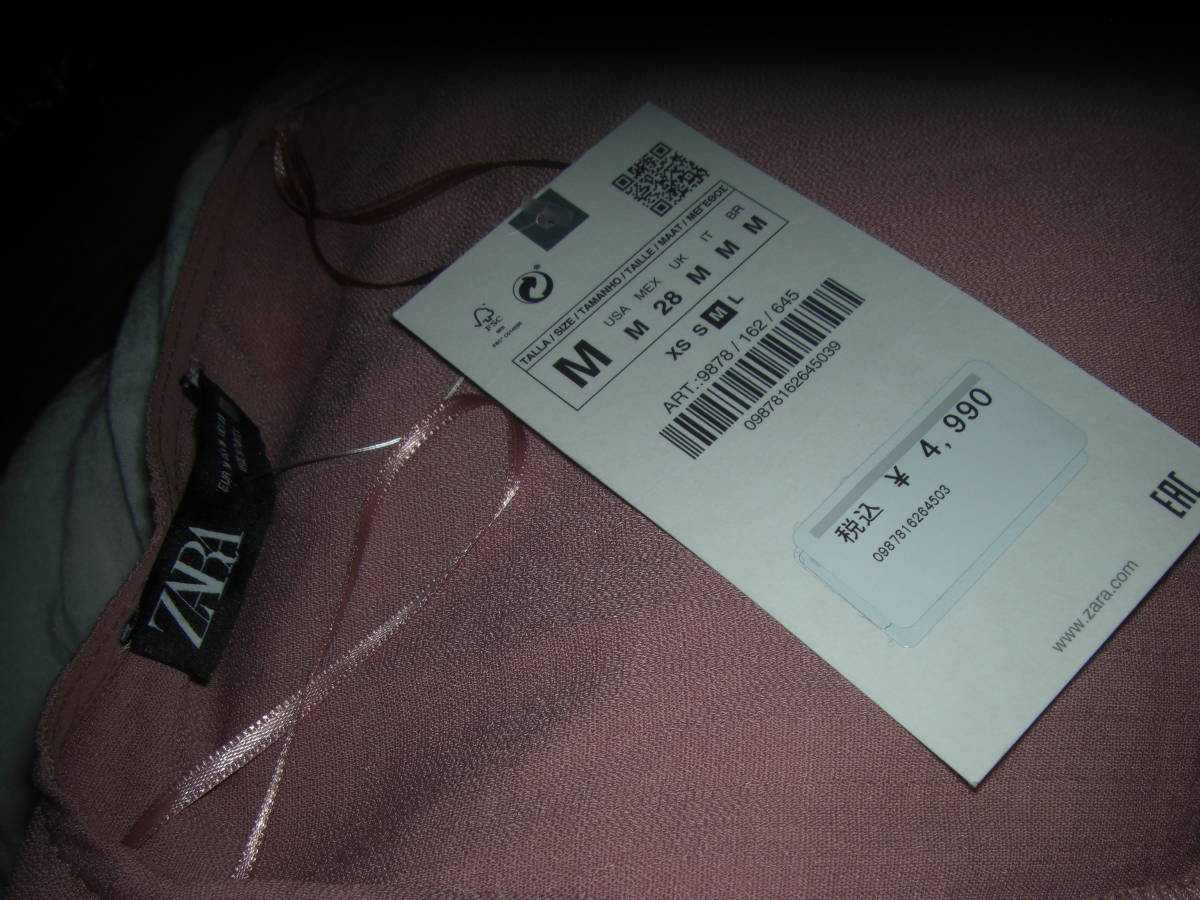 TALLA / SIZE / TAMANHO / TAILLE / MAAT / ΜΕΓΕΘΟΣ
USA MEX UK IT BR
M M 28 M M M
XS S M L
ART.:9878 / 162 / 645
09878162645039
税込 ¥ 4,990
0987816264503
EAC
www.zara.com
FSC
ZARA